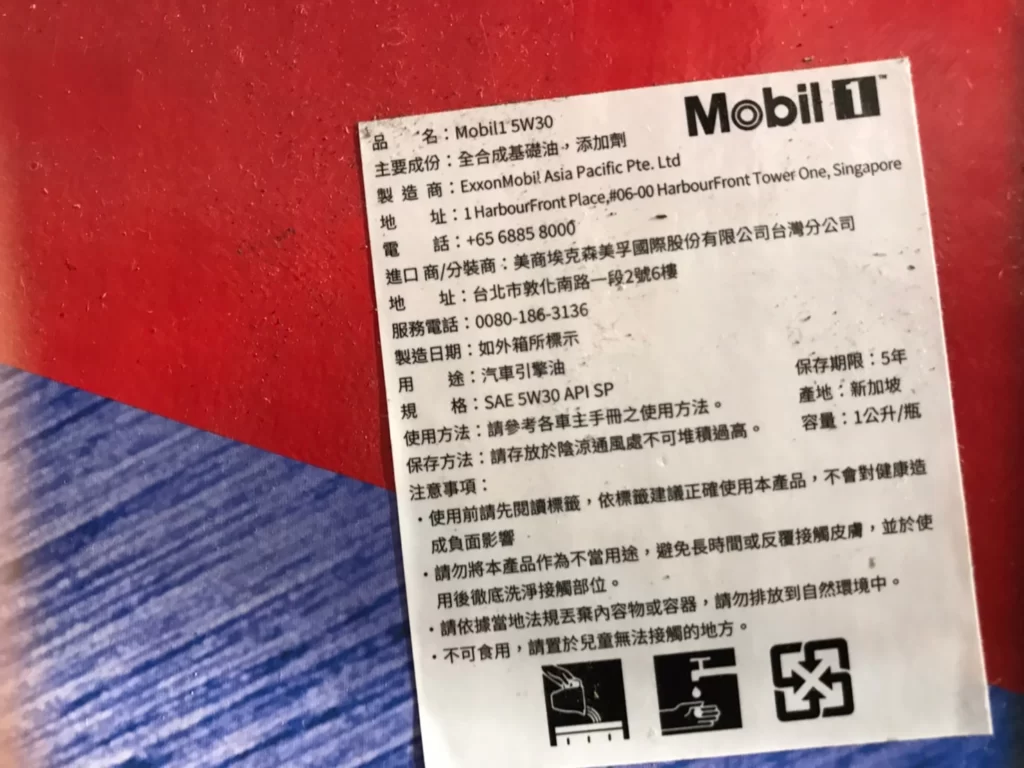 Mobil 1™
品名：Mobil1 5W30
主要成份：全合成基礎油，添加劑
製造商：ExxonMobil Asia Pacific Pte. Ltd
地址：1 HarbourFront Place,#06-00 HarbourFront Tower One, Singapore
電話：+65 6885 8000
進口商/分裝商：美商埃克森美孚國際股份有限公司台灣分公司
地址：台北市敦化南路一段2號6樓
服務電話：0080-186-3136
製造日期：如外箱所標示
用途：汽車引擎油 保存期限：5年
規格：SAE 5W30 API SP 產地：新加坡
使用方法：請參考各車主手冊之使用方法。 容量：1公升/瓶
保存方法：請存放於陰涼通風處不可堆積過高。
注意事項：
·使用前請先閱讀標籤，依標籤建議正確使用本產品，不會對健康造
成負面影響
·請勿將本產品作為不當用途，避免長時間或反覆接觸皮膚，並於使
用後徹底洗淨接觸部位。
·請依據當地法規丟棄內容物或容器，請勿排放到自然環境中。
·不可食用，請置於兒童無法接觸的地方。